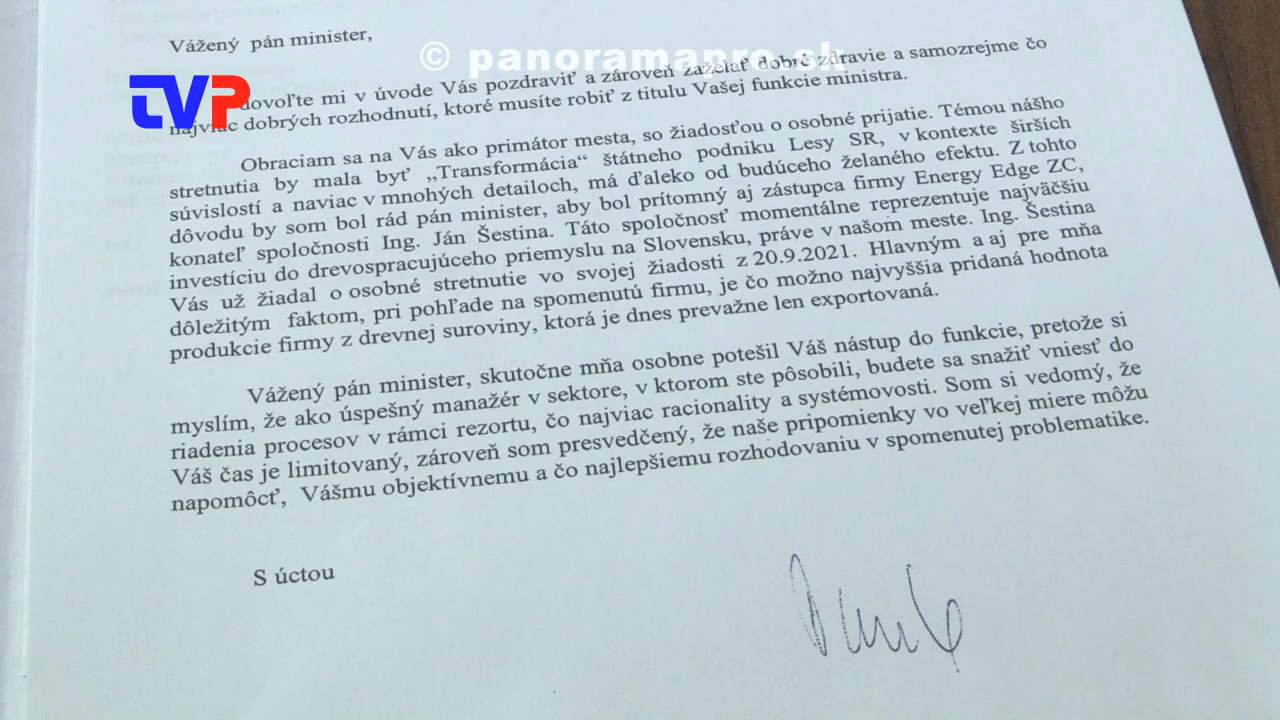 © panoramapro.sk
TVP
Vážený pán minister,
dovoľte mi v úvode Vás pozdraviť a zároveň zaželať dobré zdravie a samozrejme čo
najviac dobrých rozhodnutí, ktoré musíte robiť z titulu Vašej funkcie ministra.
Obraciam sa na Vás ako primátor mesta, so žiadosťou o osobné prijatie. Témou nášho
stretnutia by mala byť „Transformácia“ štátneho podniku Lesy SR, v kontexte širších
súvislostí a naviac v mnohých detailoch, má ďaleko od budúceho želaného efektu. Z tohto
dôvodu by som bol rád pán minister, aby bol prítomný aj zástupca firmy Energy Edge ZC,
konateľ spoločnosti Ing. Ján Šestina. Táto spoločnosť momentálne reprezentuje najväčšiu
investíciu do drevospracujúceho priemyslu na Slovensku, práve v našom meste. Ing. Šestina
Vás už žiadal o osobné stretnutie vo svojej žiadosti z 20.9.2021. Hlavným a aj pre mňa
dôležitým faktom, pri pohľade na spomenutú firmu, je čo možno najvyššia pridaná hodnota
produkcie firmy z drevnej suroviny, ktorá je dnes prevažne len exportovaná.
Vážený pán minister, skutočne mňa osobne potešil Váš nástup do funkcie, pretože si
myslím, že ako úspešný manažér v sektore, v ktorom ste pôsobili, budete sa snažiť vniesť do
riadenia procesov v rámci rezortu, čo najviac racionality a systémovosti. Som si vedomý, že
Váš čas je limitovaný, zároveň som presvedčený, že naše pripomienky vo veľkej miere môžu
napomôcť, Vášmu objektívnemu a čo najlepšiemu rozhodovaniu v spomenutej problematike.
S úctou